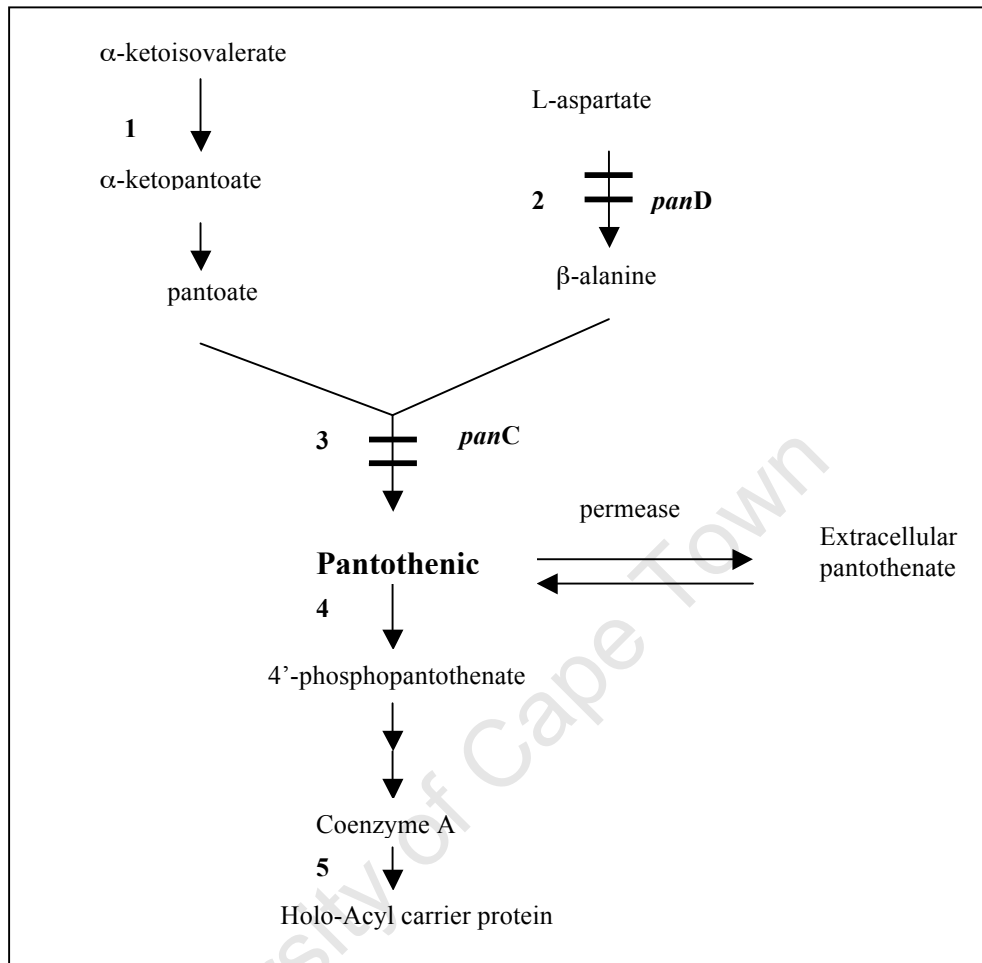 α-ketoisovalerate
L-aspartate
1
α-ketopantoate
2
panD
β-alanine
pantoate
3
panC
permease
Extracellular
pantothenate
Pantothenic
4
4’-phosphopantothenate
Coenzyme A
5
Holo-Acyl carrier protein
ersity of Cape Town